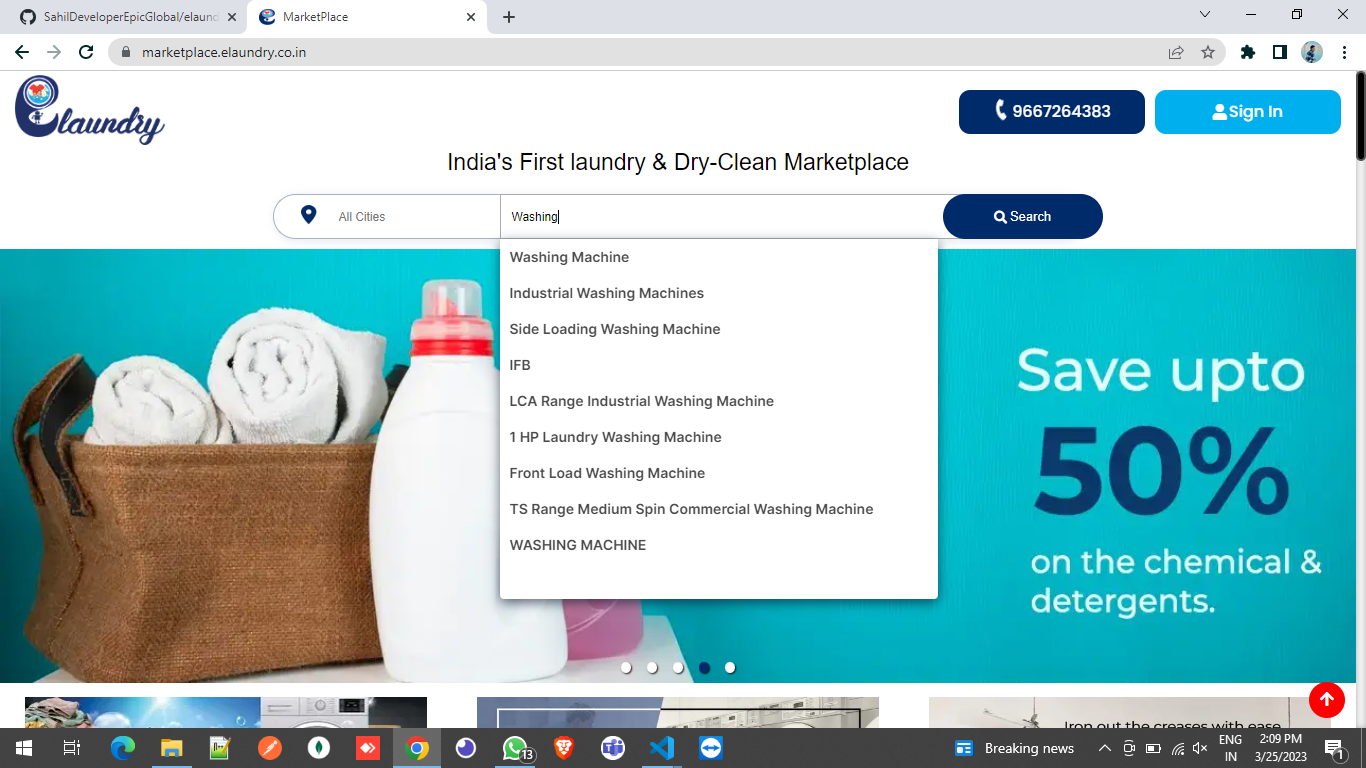 SahilDeveloperEpicGlobal/elaund
MarketPlace
marketplace.elaundry.co.in
elaundry
9667264383
Sign In
India's First laundry & Dry-Clean Marketplace
All Cities
Washing
Search
Washing Machine
Industrial Washing Machines
Side Loading Washing Machine
IFB
LCA Range Industrial Washing Machine
1 HP Laundry Washing Machine
Front Load Washing Machine
TS Range Medium Spin Commercial Washing Machine
WASHING MACHINE
Save upto
50%
on the chemical &
detergents.
Iron out the creases with ease
13
Breaking news
ENG
IN
2:09 PM
3/25/2023
1